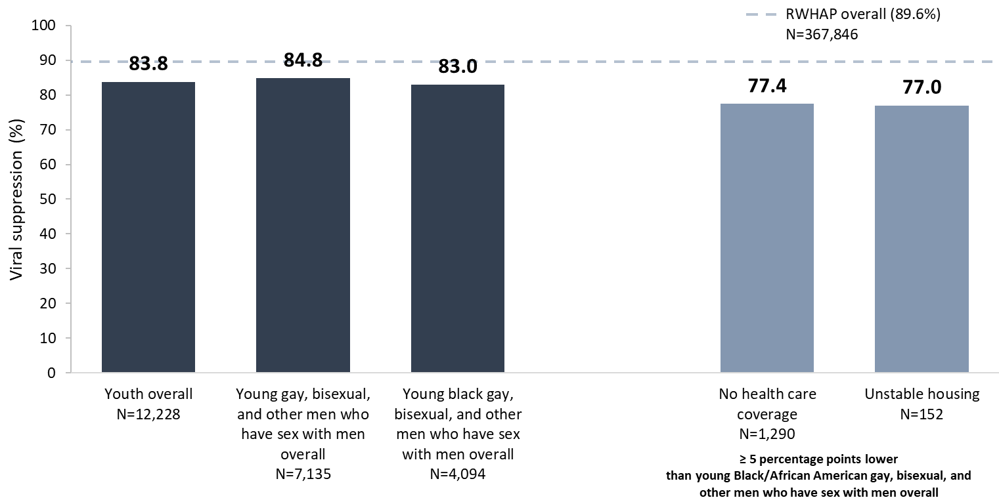 RWHAP overall (89.6%)
N=367,846
Viral suppression (%)
100
90
80
70
60
50
40
30
20
10
0
83.8
84.8
83.0
77.4
77.0
Youth overall
N=12,228
Young gay, bisexual,
and other men who
have sex with men
overall
N=7,135
Young black gay,
bisexual, and other
men who have sex
with men overall
N=4,094
No health care
coverage
N=1,290
Unstable housing
N=152
≥ 5 percentage points lower
than young Black/African American gay, bisexual, and
other men who have sex with men overall